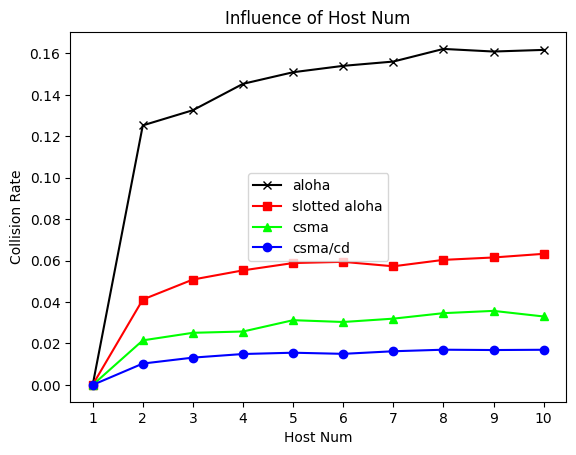 Influence of Host Num
Collision Rate
0.16
0.14
0.12
0.10
0.08
0.06
0.04
0.02
0.00
aloha
slotted aloha
csma
csma/cd
1 2 3 4 5 6 7 8 9 10
Host Num